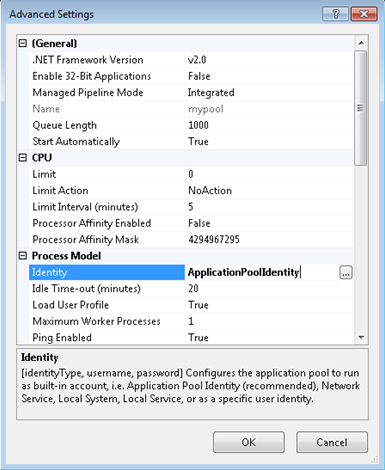 Advanced Settings
(General)
.NET Framework Version v2.0
Enable 32-Bit Applications False
Managed Pipeline Mode Integrated
Name mypool
Queue Length 1000
Start Automatically True
CPU
Limit 0
Limit Action NoAction
Limit Interval (minutes) 5
Processor Affinity Enabled False
Processor Affinity Mask 4294967295
Process Model
Identity ApplicationPoolIdentity ...
Idle Time-out (minutes) 20
Load User Profile True
Maximum Worker Processes 1
Ping Enabled True
Identity
[identityType, username, password] Configures the application pool to run
as built-in account, i.e. Application Pool Identity (recommended), Network
Service, Local System, Local Service, or as a specific user identity.
OK Cancel